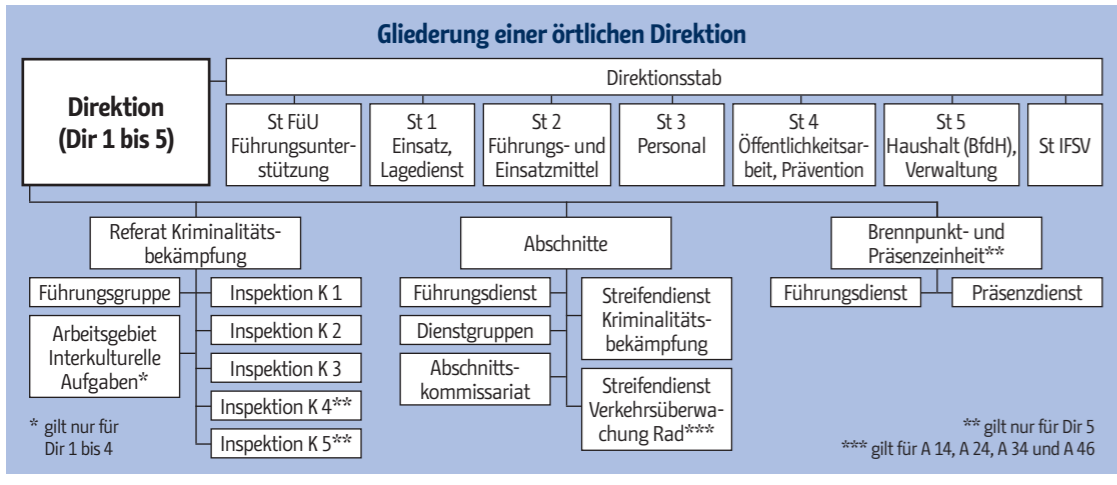 Gliederung einer örtlichen Direktion
Direktion
(Dir 1 bis 5)
Direktionsstab
St FüU
Führungsunter-
stützung
St 1
Einsatz,
Lagedienst
St 2
Führungs- und
Einsatzmittel
St 3
Personal
St 4
Öffentlichkeitsar-
beit, Prävention
St 5
Haushalt (BfdH),
Verwaltung
St IFSV
Referat Kriminalitäts-
bekämpfung
Führungsgruppe
Arbeitsgebiet
Interkulturelle
Aufgaben*
Inspektion K 1
Inspektion K 2
Inspektion K 3
Inspektion K 4**
Inspektion K 5**
* gilt nur für
Dir 1 bis 4
Abschnitte
Führungsdienst
Dienstgruppen
Abschnitts-
kommissariat
Streifendienst
Kriminalitäts-
bekämpfung
Streifendienst
Verkehrsüberwa-
chung Rad***
Brennpunkt- und
Präsenzeinheit**
Führungsdienst
Präsenzdienst
** gilt nur für Dir 5
*** gilt für A 14, A 24, A 34 und A 46